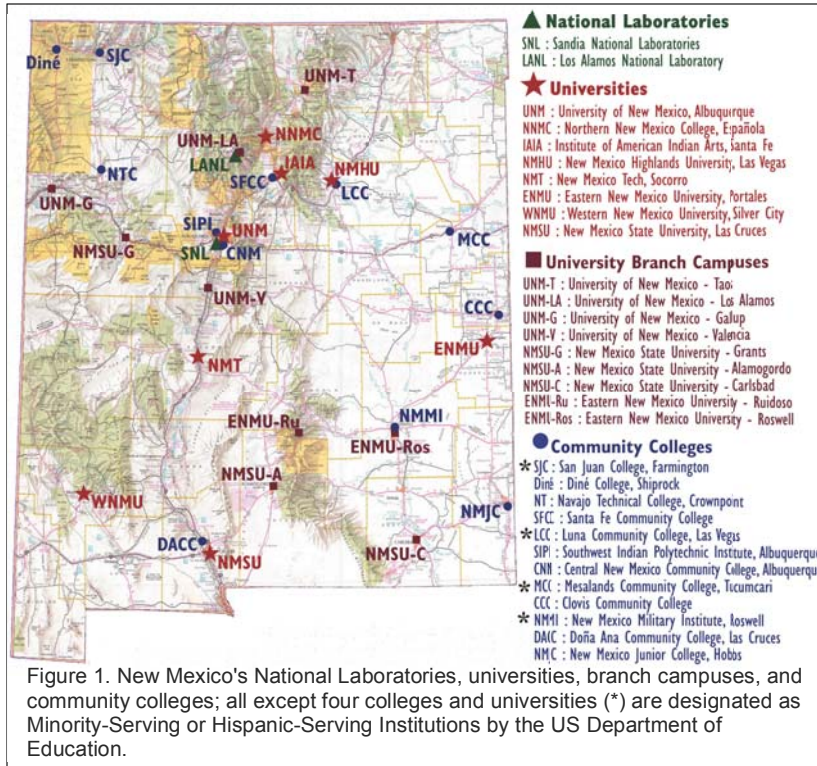 National Laboratories
SNL : Sandia National Laboratories
LANL : Los Alamos National Laboratory
Universities
UNM : University of New Mexico, Albuquirque
NNMC : Northern New Mexico College, Española
IAIA : Institute of American Indian Arts, Santa Fe
NMHU : New Mexico Highlands University, Las Vegas
NMT : New Mexico Tech, Socorro
ENMU : Eastern New Mexico University, Portales
WNMU : Western New Mexico University, Silver City
NMSU : New Mexico State University, Las Cruces
University Branch Campuses
UNM-T : University of New Mexico - Taos
UNM-LA : University of New Mexico - Los Alamos
UNM-G : University of New Mexico - Gallup
UNM-V : University of New Mexico - Valencia
NMSU-G : New Mexico State University - Grants
NMSU-A : New Mexico State University - Alamogordo
NMSU-C : New Mexico State University - Carlsbad
ENMU-Ru : Eastern New Mexico University - Ruidoso
ENMU-Ros : Eastern New Mexico University - Roswell
Community Colleges
* SJC : San Juan College, Farmington
Diné : Diné College, Shiprock
NT : Navajo Technical College, Crownpoint
SFCC : Santa Fe Community College
* LCC : Luna Community College, Las Vegas
SIPI : Southwest Indian Polytechnic Institute, Albuquerque
CNM : Central New Mexico Community College, Albuquerque
* MCC : Mesalands Community College, Tucumcari
CCC : Clovis Community College
* NMMI : New Mexico Military Institute, Roswell
DACC : Doña Ana Community College, Las Cruces
NMJC : New Mexico Junior College, Hobbs
Diné
SJC
UNM-T
NNMC
UNM-LA
LANL
IAIA
NMHU
NTC
SFCC
LCC
UNM-G
SIPI
UNM
MCC
NMSU-G
SNL
CNM
UNM-V
CCC
ENMU
NMT
NMMI
ENMU-Ru
ENMU-Ros
NMSU-A
WNMU
NMJC
DACC
NMSU
NMSU-C
Figure 1. New Mexico's National Laboratories, universities, branch campuses, and
community colleges; all except four colleges and universities (*) are designated as
Minority-Serving or Hispanic-Serving Institutions by the US Department of
Education.